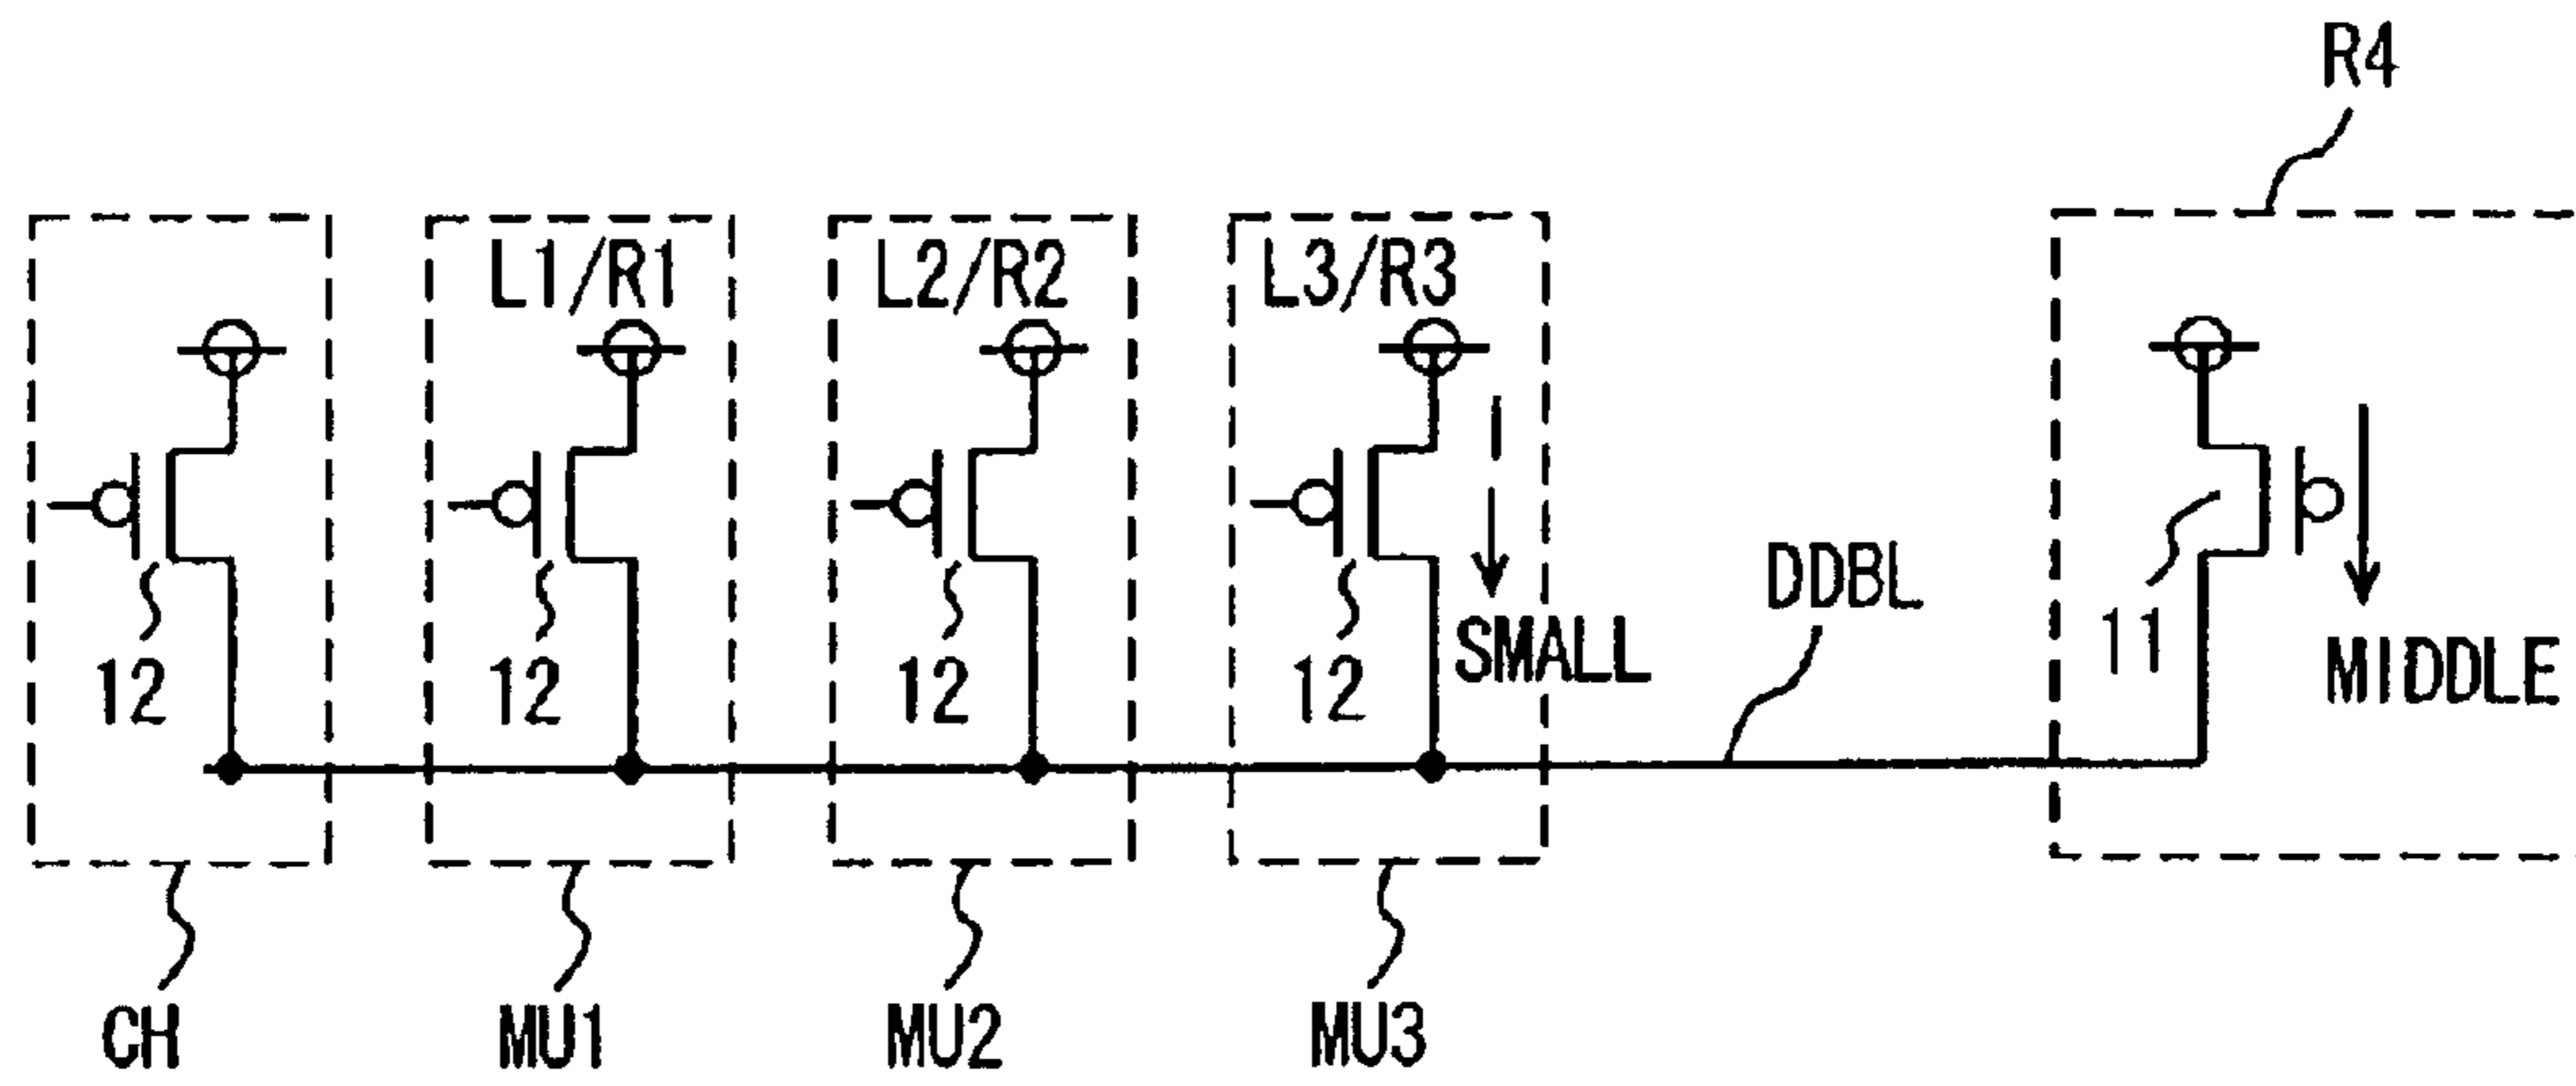 R4
L1/R1
L2/R2
L3/R3
DDBL
11
12
12
12
12
SMALL
MIDDLE
CH
MU1
MU2
MU3